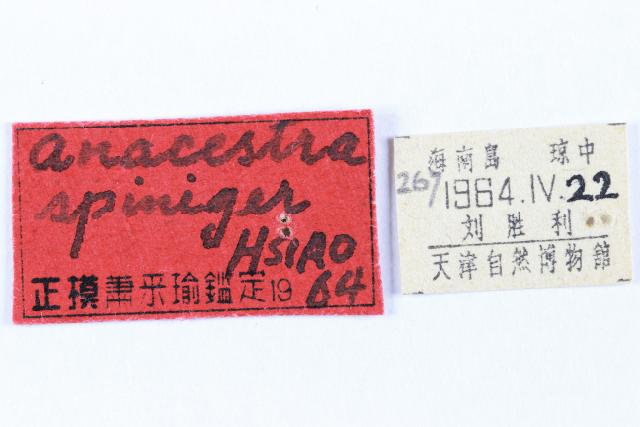 anacestra
spiniger
HSIAO
正模 萧采瑜鑑定 19 64
海南島 琼中
267
1964.IV.22
刘胜利
天津自然博物館